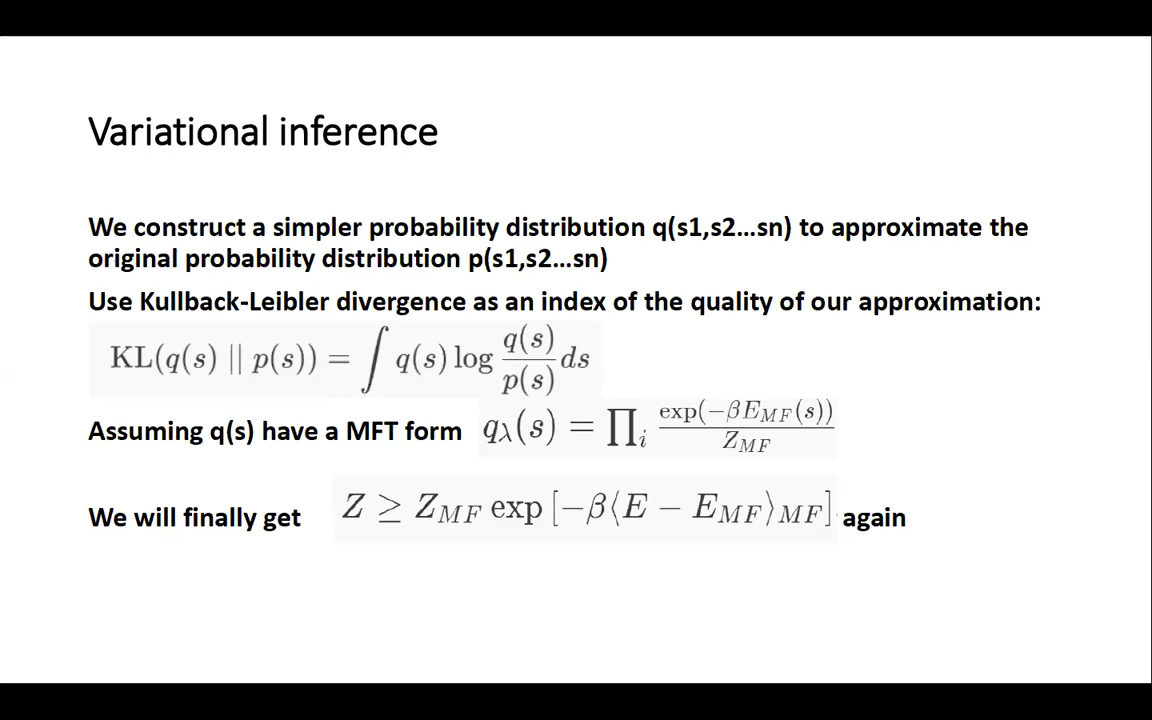 Variational inference
We construct a simpler probability distribution q(s1,s2...sn) to approximate the
original probability distribution p(s1,s2...sn)
Use Kullback-Leibler divergence as an index of the quality of our approximation:
KL(q(s) || p(s)) = ∫ q(s) log q(s)/p(s) ds
Assuming q(s) have a MFT form q_λ(s) = ∏_i exp(−βE_MF(s))/Z_MF
We will finally get Z ≥ Z_MF exp [−β⟨E − E_MF⟩_MF] again